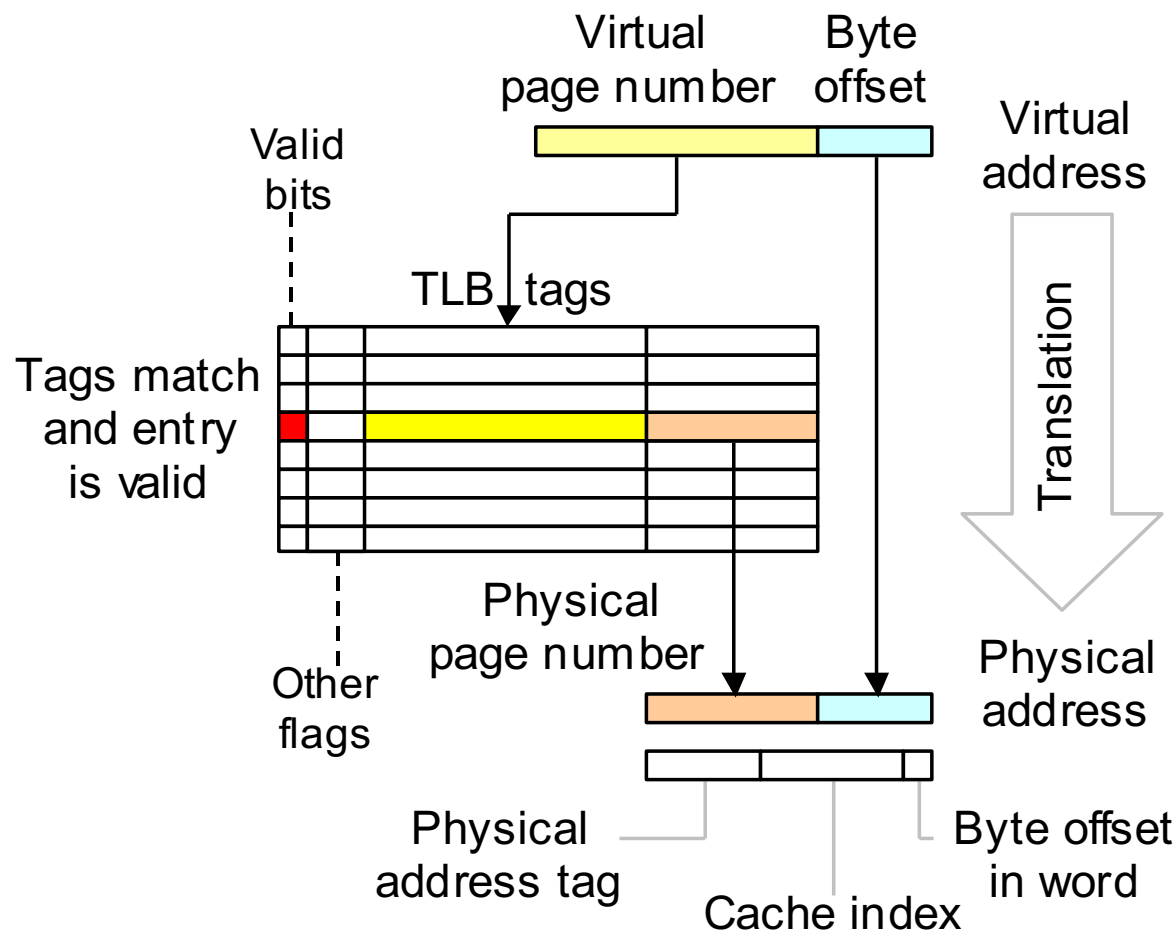 Virtual
page number
Byte
offset
Virtual
address
Valid
bits
TLB tags
Tags match
and entry
is valid
Translation
Physical
page number
Other
flags
Physical
address
Physical
address tag
Cache index
Byte offset
in word